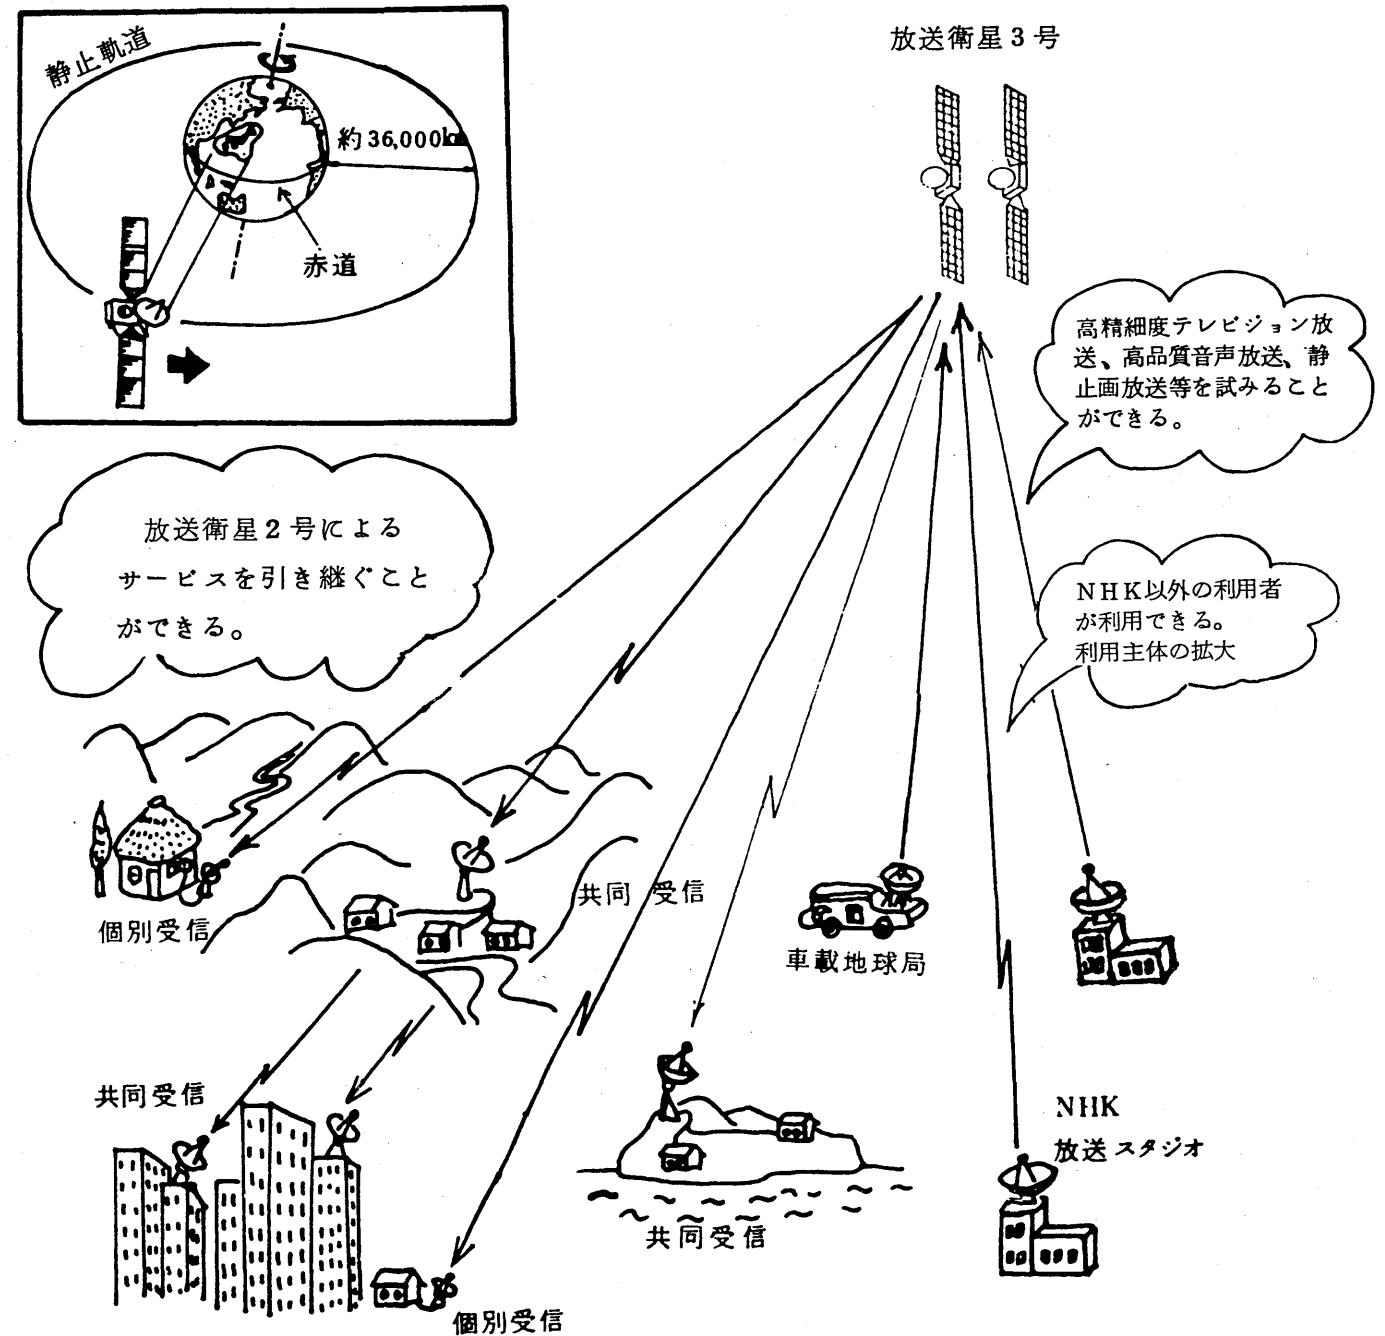 静止軌道
約36,000km
赤道
放送衛星3号
高精細度テレビジョン放
送、高品質音声放送、静
止画放送等を試みること
ができる。
放送衛星2号による
サービスを引き継ぐこと
ができる。
NHK以外の利用者
が利用できる。
利用主体の拡大
個別受信
共同受信
車載地球局
共同受信
NHK
放送スタジオ
共同受信
個別受信